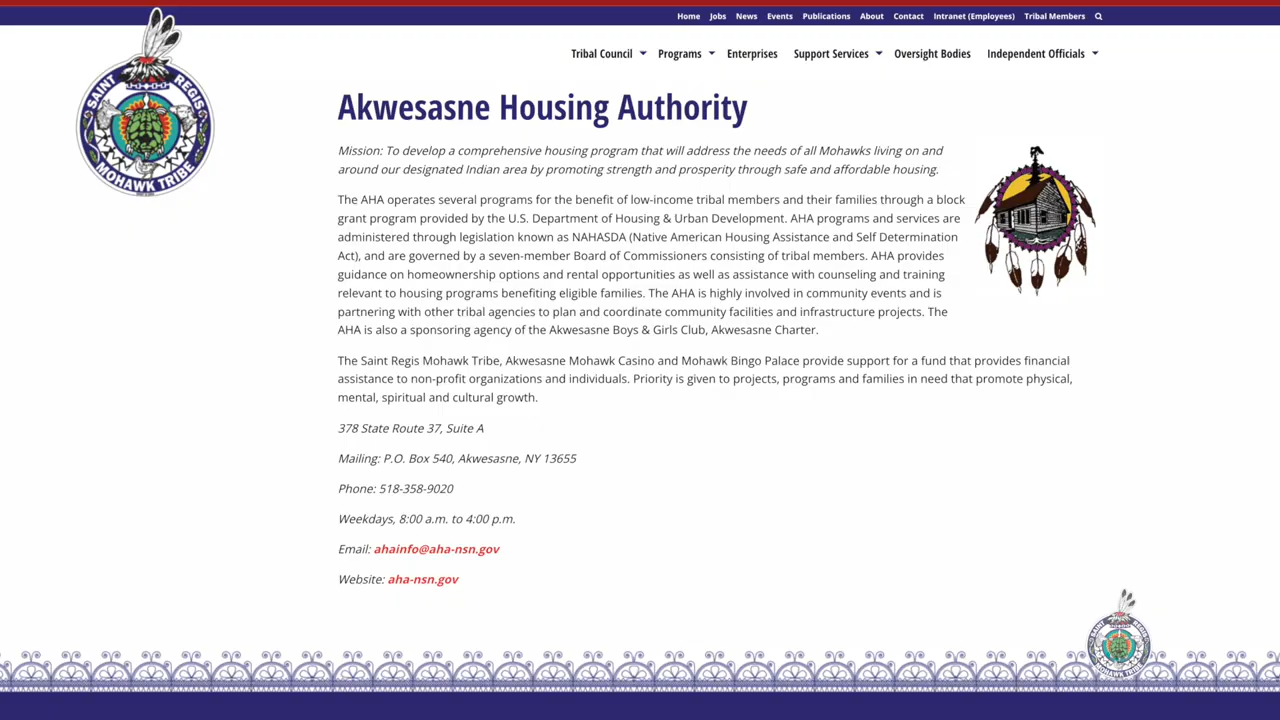 Home Jobs News Events Publications About Contact Intranet (Employees) Tribal Members
SAINT REGIS
MOHAWK TRIBE
Tribal Council Programs Enterprises Support Services Oversight Bodies Independent Officials
Akwesasne Housing Authority
Mission: To develop a comprehensive housing program that will address the needs of all Mohawks living on and
around our designated Indian area by promoting strength and prosperity through safe and affordable housing.
The AHA operates several programs for the benefit of low-income tribal members and their families through a block
grant program provided by the U.S. Department of Housing & Urban Development. AHA programs and services are
administered through legislation known as NAHASDA (Native American Housing Assistance and Self Determination
Act), and are governed by a seven-member Board of Commissioners consisting of tribal members. AHA provides
guidance on homeownership options and rental opportunities as well as assistance with counseling and training
relevant to housing programs benefiting eligible families. The AHA is highly involved in community events and is
partnering with other tribal agencies to plan and coordinate community facilities and infrastructure projects. The
AHA is also a sponsoring agency of the Akwesasne Boys & Girls Club, Akwesasne Charter.
The Saint Regis Mohawk Tribe, Akwesasne Mohawk Casino and Mohawk Bingo Palace provide support for a fund that provides financial
assistance to non-profit organizations and individuals. Priority is given to projects, programs and families in need that promote physical,
mental, spiritual and cultural growth.
378 State Route 37, Suite A
Mailing: P.O. Box 540, Akwesasne, NY 13655
Phone: 518-358-9020
Weekdays, 8:00 a.m. to 4:00 p.m.
Email: ahainfo@aha-nsn.gov
Website: aha-nsn.gov
SAINT REGIS
MOHAWK TRIBE